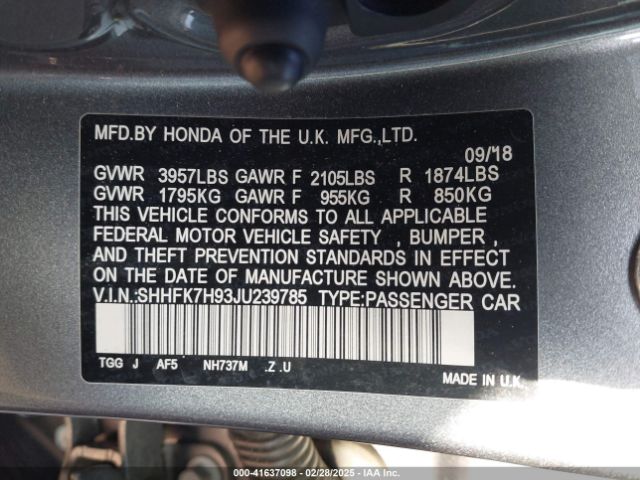 MFD.BY HONDA OF THE U.K. MFG.,LTD.
09/18
GVWR 3957LBS GAWR F 2105LBS R 1874LBS
GVWR 1795KG GAWR F 955KG R 850KG
THIS VEHICLE CONFORMS TO ALL APPLICABLE
FEDERAL MOTOR VEHICLE SAFETY , BUMPER ,
AND THEFT PREVENTION STANDARDS IN EFFECT
ON THE DATE OF MANUFACTURE SHOWN ABOVE.
V.I.N.:SHHFK7H93JU239785 TYPE:PASSENGER CAR
TGG J AF5 NH737M .Z .U
MADE IN U.K.
000-41637098 | 02/28/2025 | IAA Inc.